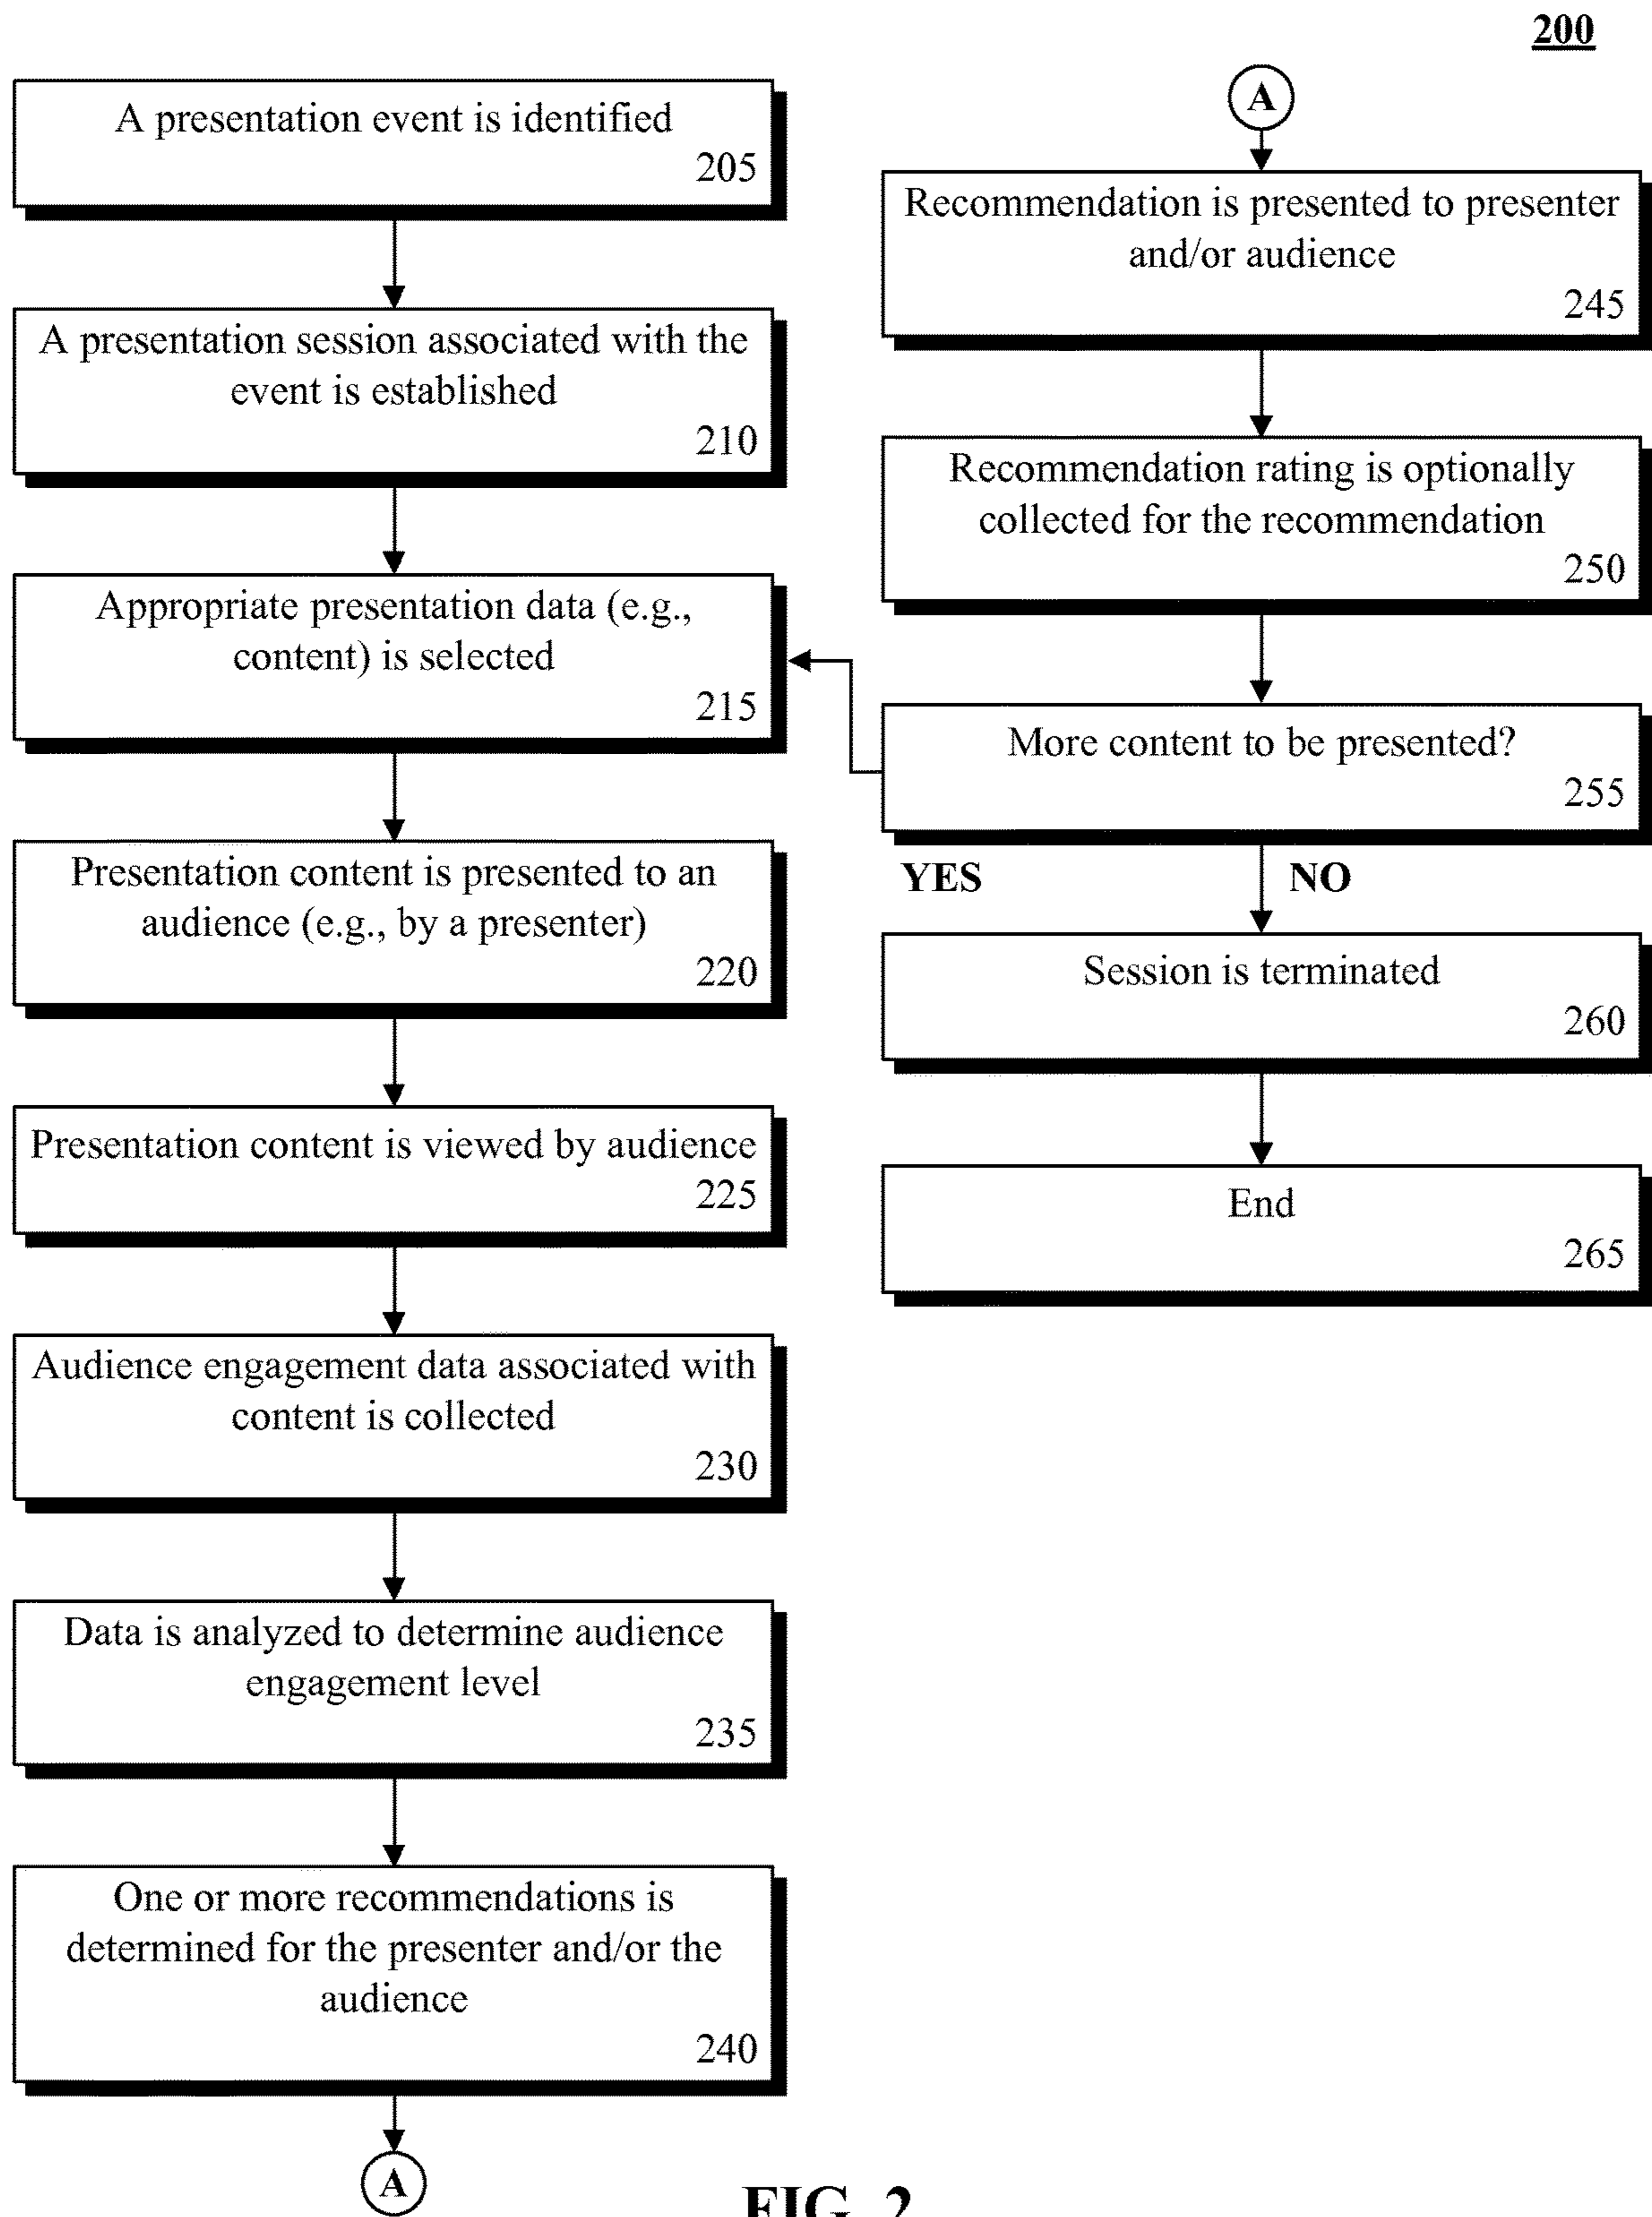 200
A presentation event is identified
205
A presentation session associated with the
event is established
210
Appropriate presentation data (e.g.,
content) is selected
215
Presentation content is presented to an
audience (e.g., by a presenter)
220
Presentation content is viewed by audience
225
Audience engagement data associated with
content is collected
230
Data is analyzed to determine audience
engagement level
235
One or more recommendations is
determined for the presenter and/or the
audience
240
A
A
Recommendation is presented to presenter
and/or audience
245
Recommendation rating is optionally
collected for the recommendation
250
More content to be presented?
255
YES
NO
Session is terminated
260
End
265
FIG. 2